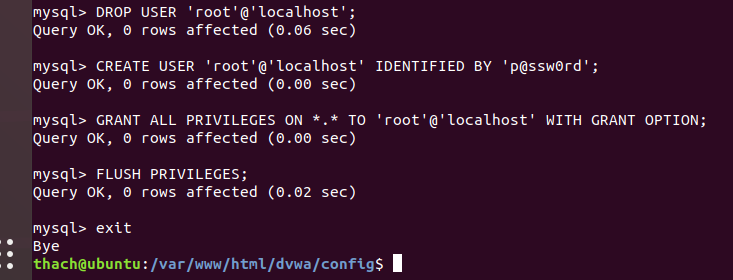 mysql> DROP USER 'root'@'localhost';
Query OK, 0 rows affected (0.06 sec)
mysql> CREATE USER 'root'@'localhost' IDENTIFIED BY 'p@ssw0rd';
Query OK, 0 rows affected (0.00 sec)
mysql> GRANT ALL PRIVILEGES ON *.* TO 'root'@'localhost' WITH GRANT OPTION;
Query OK, 0 rows affected (0.00 sec)
mysql> FLUSH PRIVILEGES;
Query OK, 0 rows affected (0.02 sec)
mysql> exit
Bye
thach@ubuntu:/var/www/html/dvwa/config$